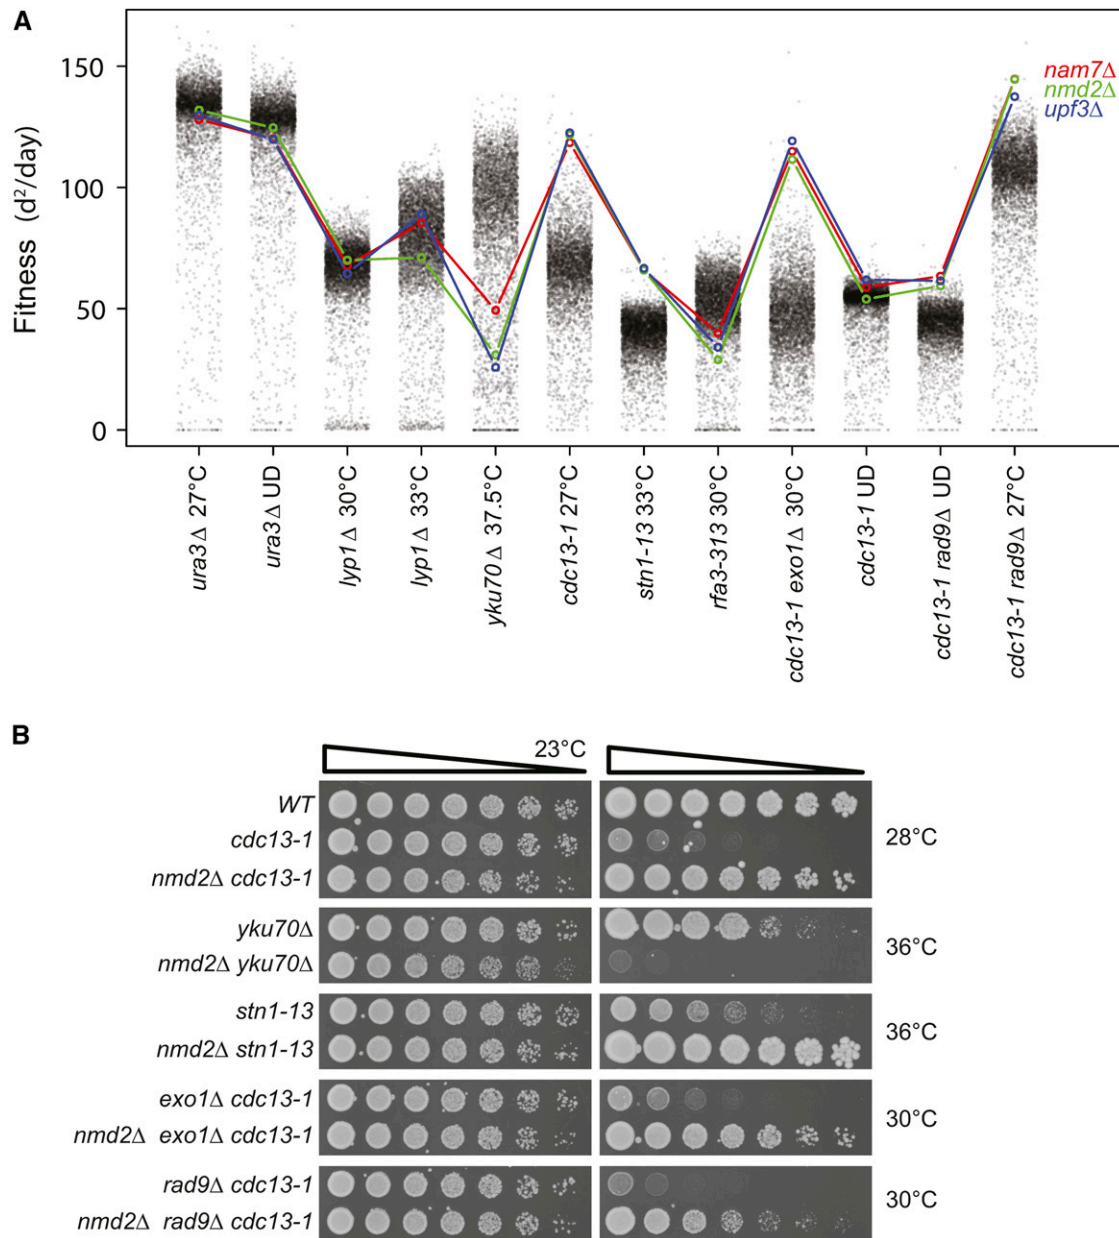 A
Fitness (d²/day)
150
100
50
0
nam7Δ
nmd2Δ
upf3Δ
ura3Δ 27°C
ura3Δ UD
lyp1Δ 30°C
lyp1Δ 33°C
yku70Δ 37.5°C
cdc13-1 27°C
stn1-13 33°C
rfa3-313 30°C
cdc13-1 exo1Δ 30°C
cdc13-1 UD
cdc13-1 rad9Δ UD
cdc13-1 rad9Δ 27°C
B
23°C
WT
cdc13-1
28°C
nmd2Δ cdc13-1
yku70Δ
36°C
nmd2Δ yku70Δ
stn1-13
36°C
nmd2Δ stn1-13
exo1Δ cdc13-1
30°C
nmd2Δ exo1Δ cdc13-1
rad9Δ cdc13-1
30°C
nmd2Δ rad9Δ cdc13-1